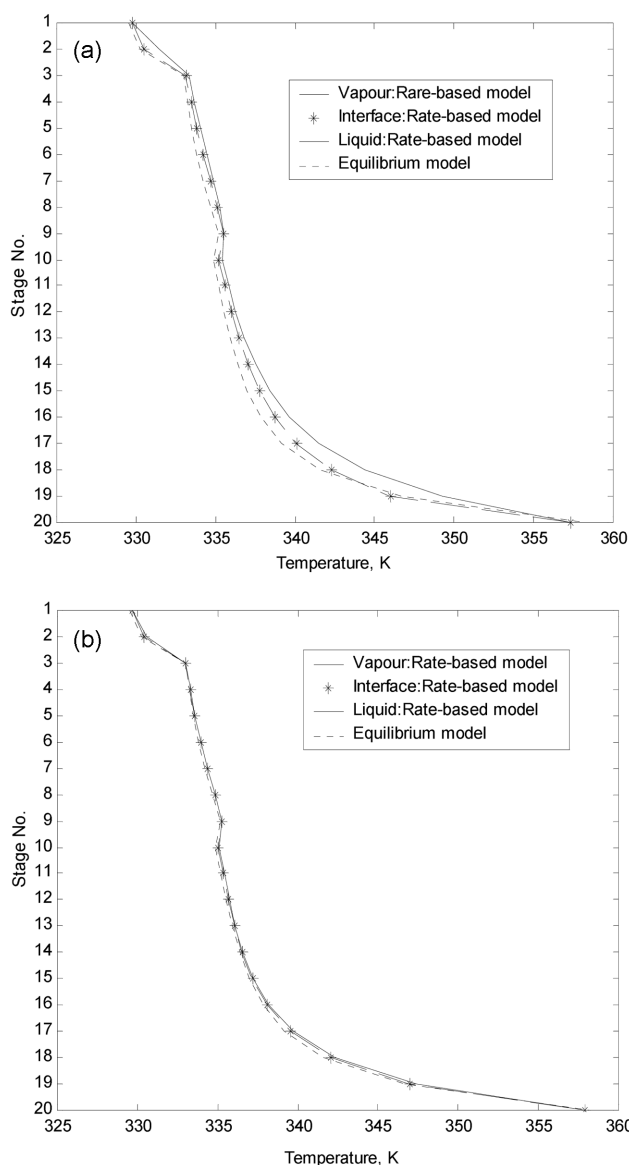 (a)
Stage No.
1
2
3
4
5
6
7
8
9
10
11
12
13
14
15
16
17
18
19
20
Vapour:Rare-based model
Interface:Rate-based model
Liquid:Rate-based model
Equilibrium model
325 330 335 340 345 350 355 360
Temperature, K
(b)
Stage No.
1
2
3
4
5
6
7
8
9
10
11
12
13
14
15
16
17
18
19
20
Vapour:Rate-based model
Interface:Rate-based model
Liquid:Rate-based model
Equilibrium model
325 330 335 340 345 350 355 360
Temperature, K